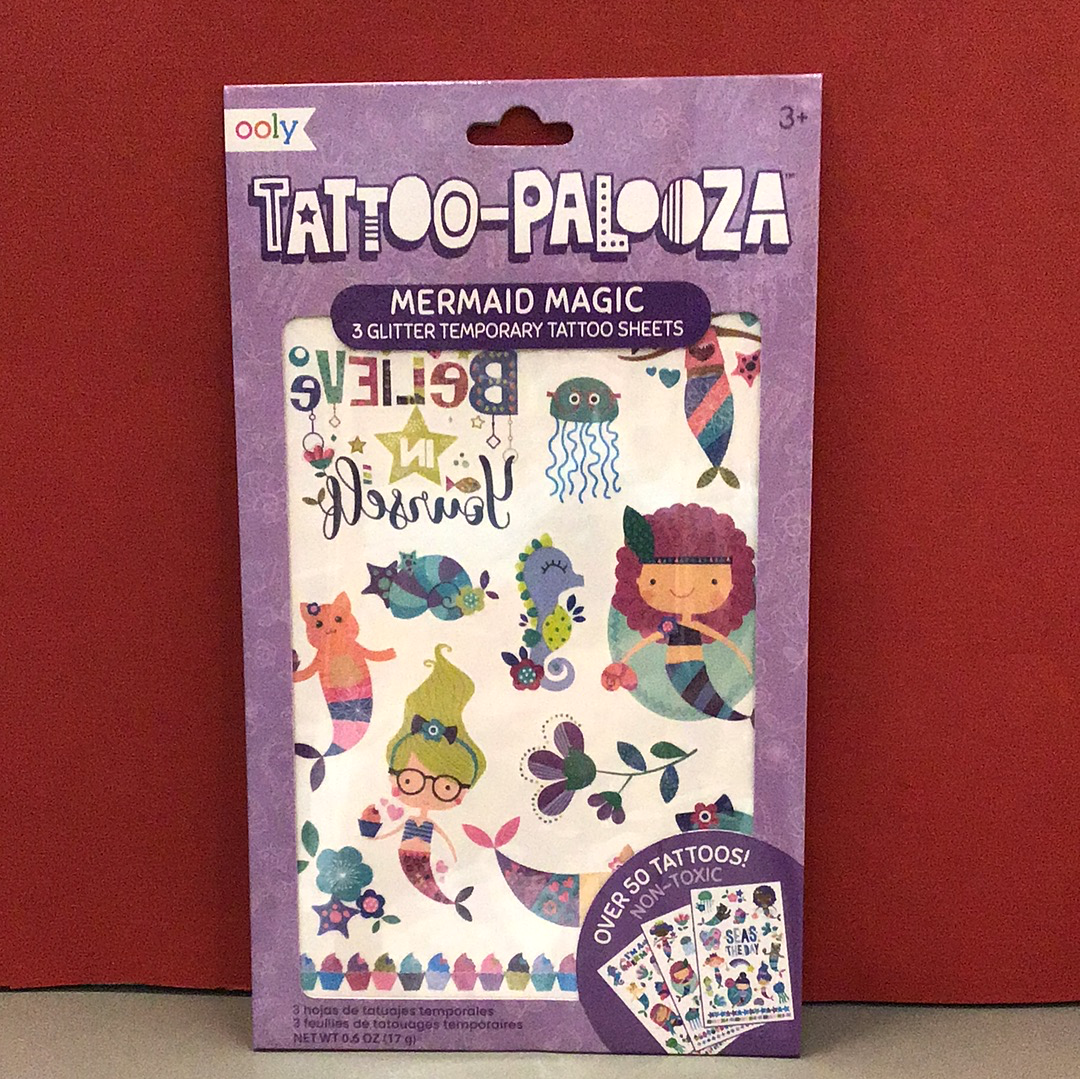 ooly
3+
TATTOO-PALOOZA™
MERMAID MAGIC
3 GLITTER TEMPORARY TATTOO SHEETS
BeLIEVe
IN
Yourself
OVER 50 TATTOOS!
NON-TOXIC
SEAS
THE DAY
3 hojas de tatuajes temporales
3 feuilles de tatouages temporaires
NET WT 0.6 OZ (17 g)